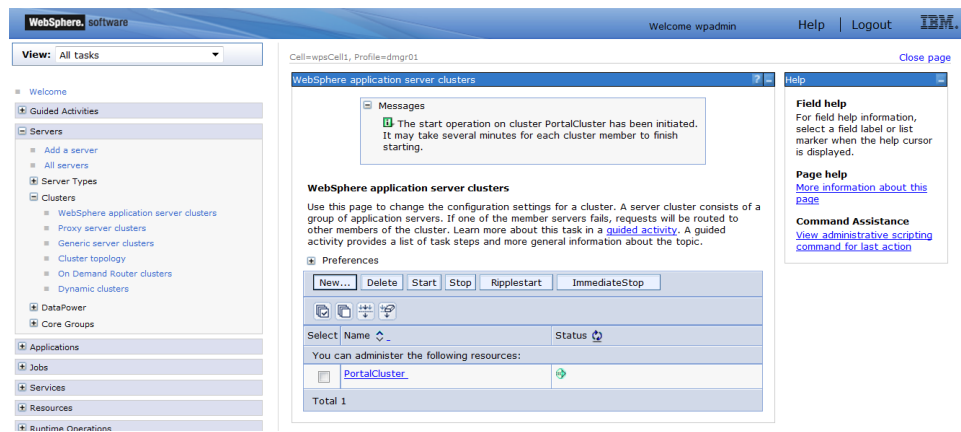 WebSphere. software
Welcome wpadmin
Help | Logout
IBM.
View: All tasks
Cell=wpsCell1, Profile=dmgr01
Close page
Welcome
Guided Activities
Servers
Add a server
All servers
Server Types
Clusters
WebSphere application server clusters
Proxy server clusters
Generic server clusters
Cluster topology
On Demand Router clusters
Dynamic clusters
DataPower
Core Groups
Applications
Jobs
Services
Resources
Runtime Operations
WebSphere application server clusters
? -
Messages
The start operation on cluster PortalCluster has been initiated.
It may take several minutes for each cluster member to finish
starting.
WebSphere application server clusters
Use this page to change the configuration settings for a cluster. A server cluster consists of a
group of application servers. If one of the member servers fails, requests will be routed to
other members of the cluster. Learn more about this task in a guided activity. A guided
activity provides a list of task steps and more general information about the topic.
Preferences
New... Delete Start Stop Ripplestart ImmediateStop
Select Name Status
You can administer the following resources:
PortalCluster
Total 1
Help
Field help
For field help information,
select a field label or list
marker when the help cursor
is displayed.
Page help
More information about this
page
Command Assistance
View administrative scripting
command for last action